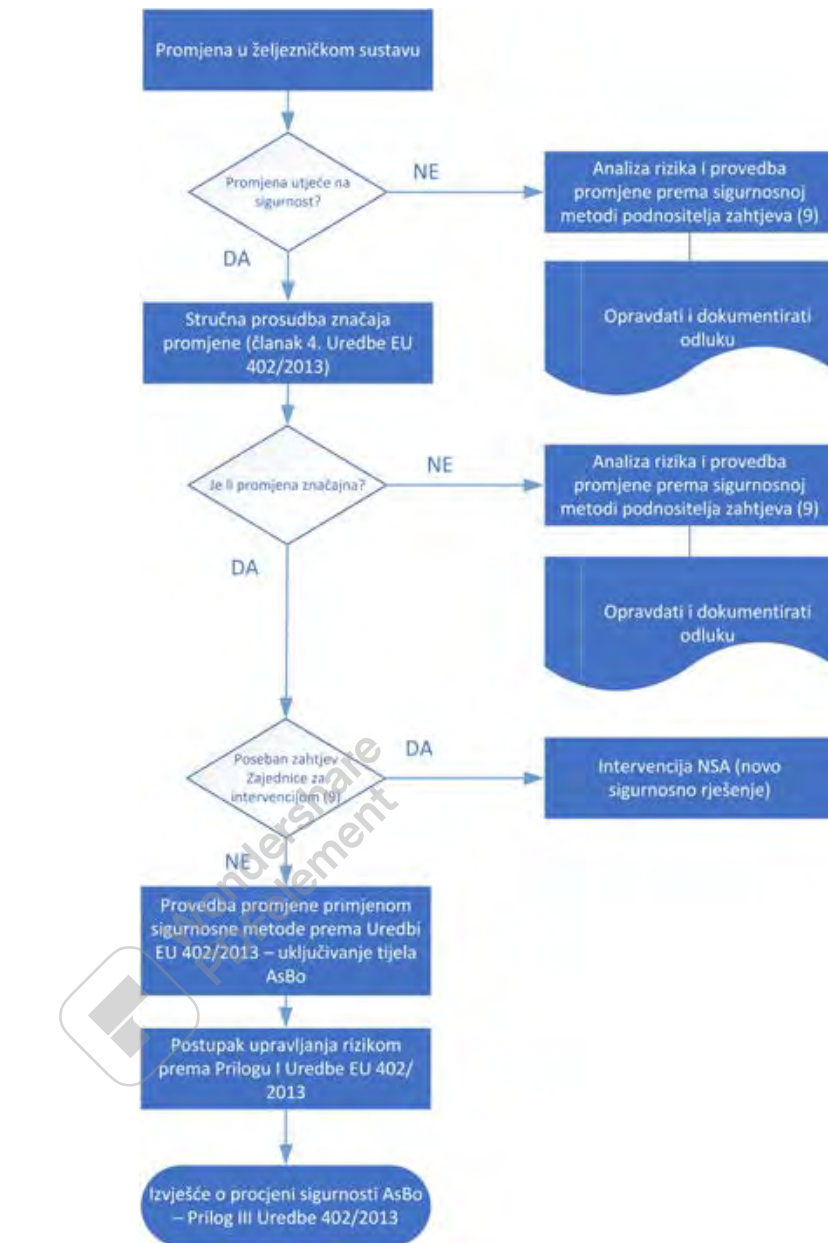 Promjena u željezničkom sustavu
Promjena utječe na
sigurnost?
NE
Analiza rizika i provedba
promjene prema sigurnosnoj
metodi podnositelja zahtjeva (9)
Opravdati i dokumentirati
odluku
DA
Stručna prosudba značaja
promjene (članak 4. Uredbe EU
402/2013)
Je li promjena značajna?
NE
Analiza rizika i provedba
promjene prema sigurnosnoj
metodi podnositelja zahtjeva (9)
Opravdati i dokumentirati
odluku
DA
Poseban zahtjev
Zajednice za
intervencijom (9)
DA
Intervencija NSA (novo
sigurnosno rješenje)
NE
Provedba promjene primjenom
sigurnosne metode prema Uredbi
EU 402/2013 – uključivanje tijela
AsBo
Postupak upravljanja rizikom
prema Prilogu I Uredbe EU 402/
2013
Izvješće o procjeni sigurnosti AsBo
– Prilog III Uredbe 402/2013
Wondershare
PDFelement